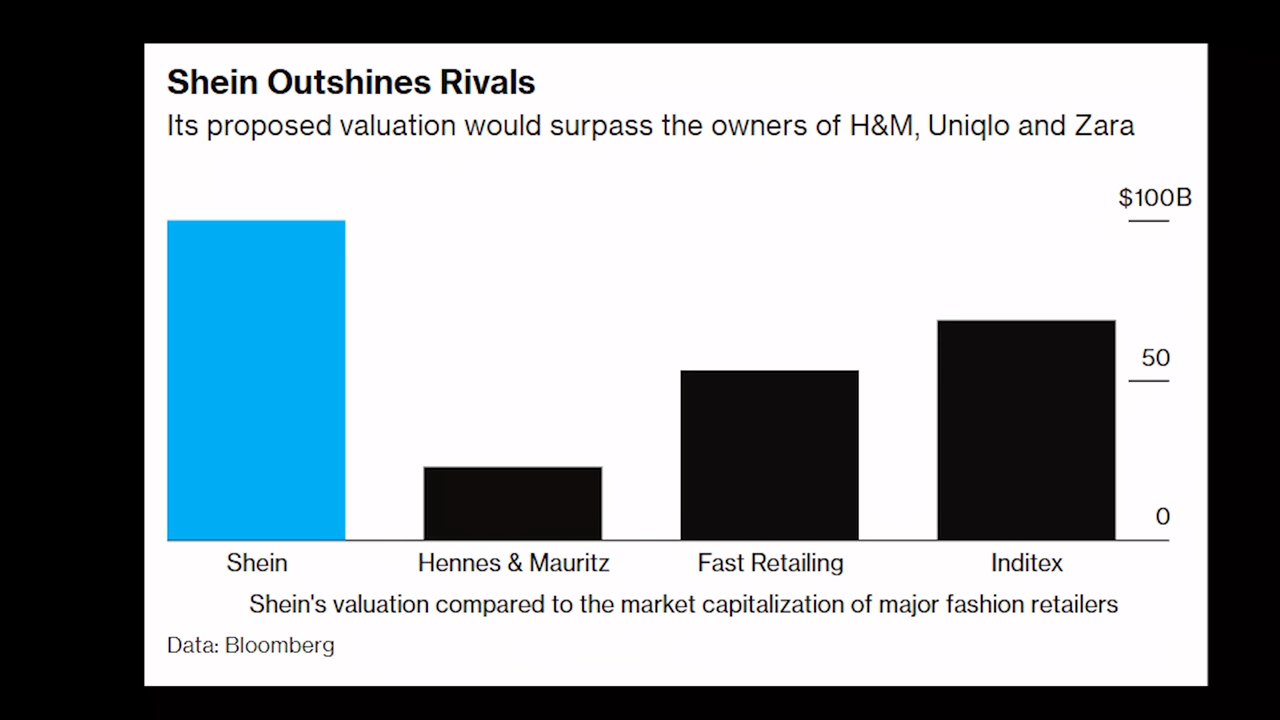 Shein Outshines Rivals
Its proposed valuation would surpass the owners of H&M, Uniqlo and Zara
$100B
50
0
Shein Hennes & Mauritz Fast Retailing Inditex
Shein's valuation compared to the market capitalization of major fashion retailers
Data: Bloomberg